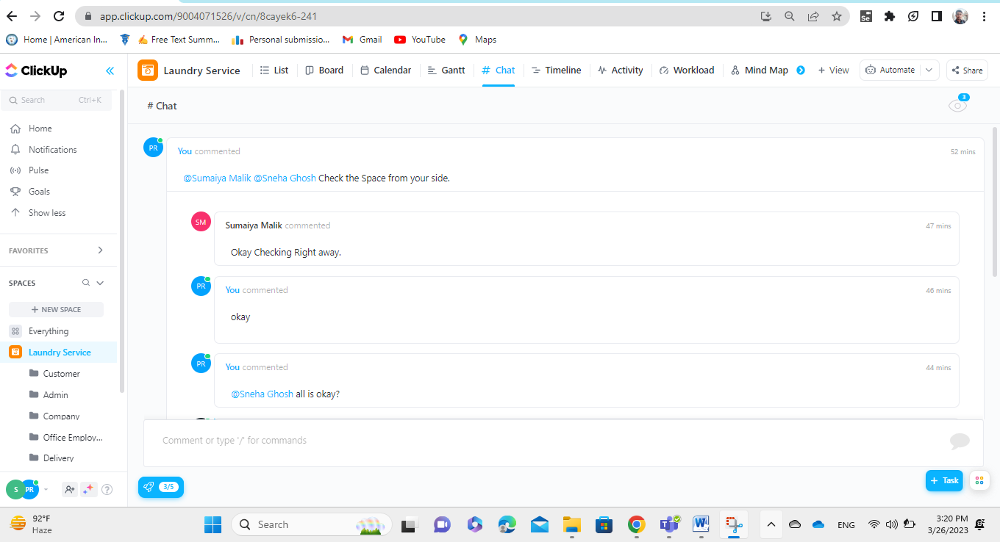 app.clickup.com/9004071526/v/cn/8cayek6-241
Se
Home | American In...
Free Text Summ...
Personal submissio...
Gmail
YouTube
Maps
ClickUp
Laundry Service
List
Board
Calendar
Gantt
# Chat
Timeline
Activity
Workload
Mind Map
+ View
Automate
Share
Search Ctrl+K
# Chat
3
Home
Notifications
Pulse
Goals
Show less
FAVORITES
SPACES
+ NEW SPACE
Everything
Laundry Service
Customer
Admin
Company
Office Employ...
Delivery
S
PR
PR
You commented
52 mins
@Sumaiya Malik @Sneha Ghosh Check the Space from your side.
SM
Sumaiya Malik commented
47 mins
Okay Checking Right away.
PR
You commented
46 mins
okay
PR
You commented
44 mins
@Sneha Ghosh all is okay?
Comment or type '/' for commands
3/5
+ Task
92°F
Haze
Search
ENG
3:20 PM
3/26/2023